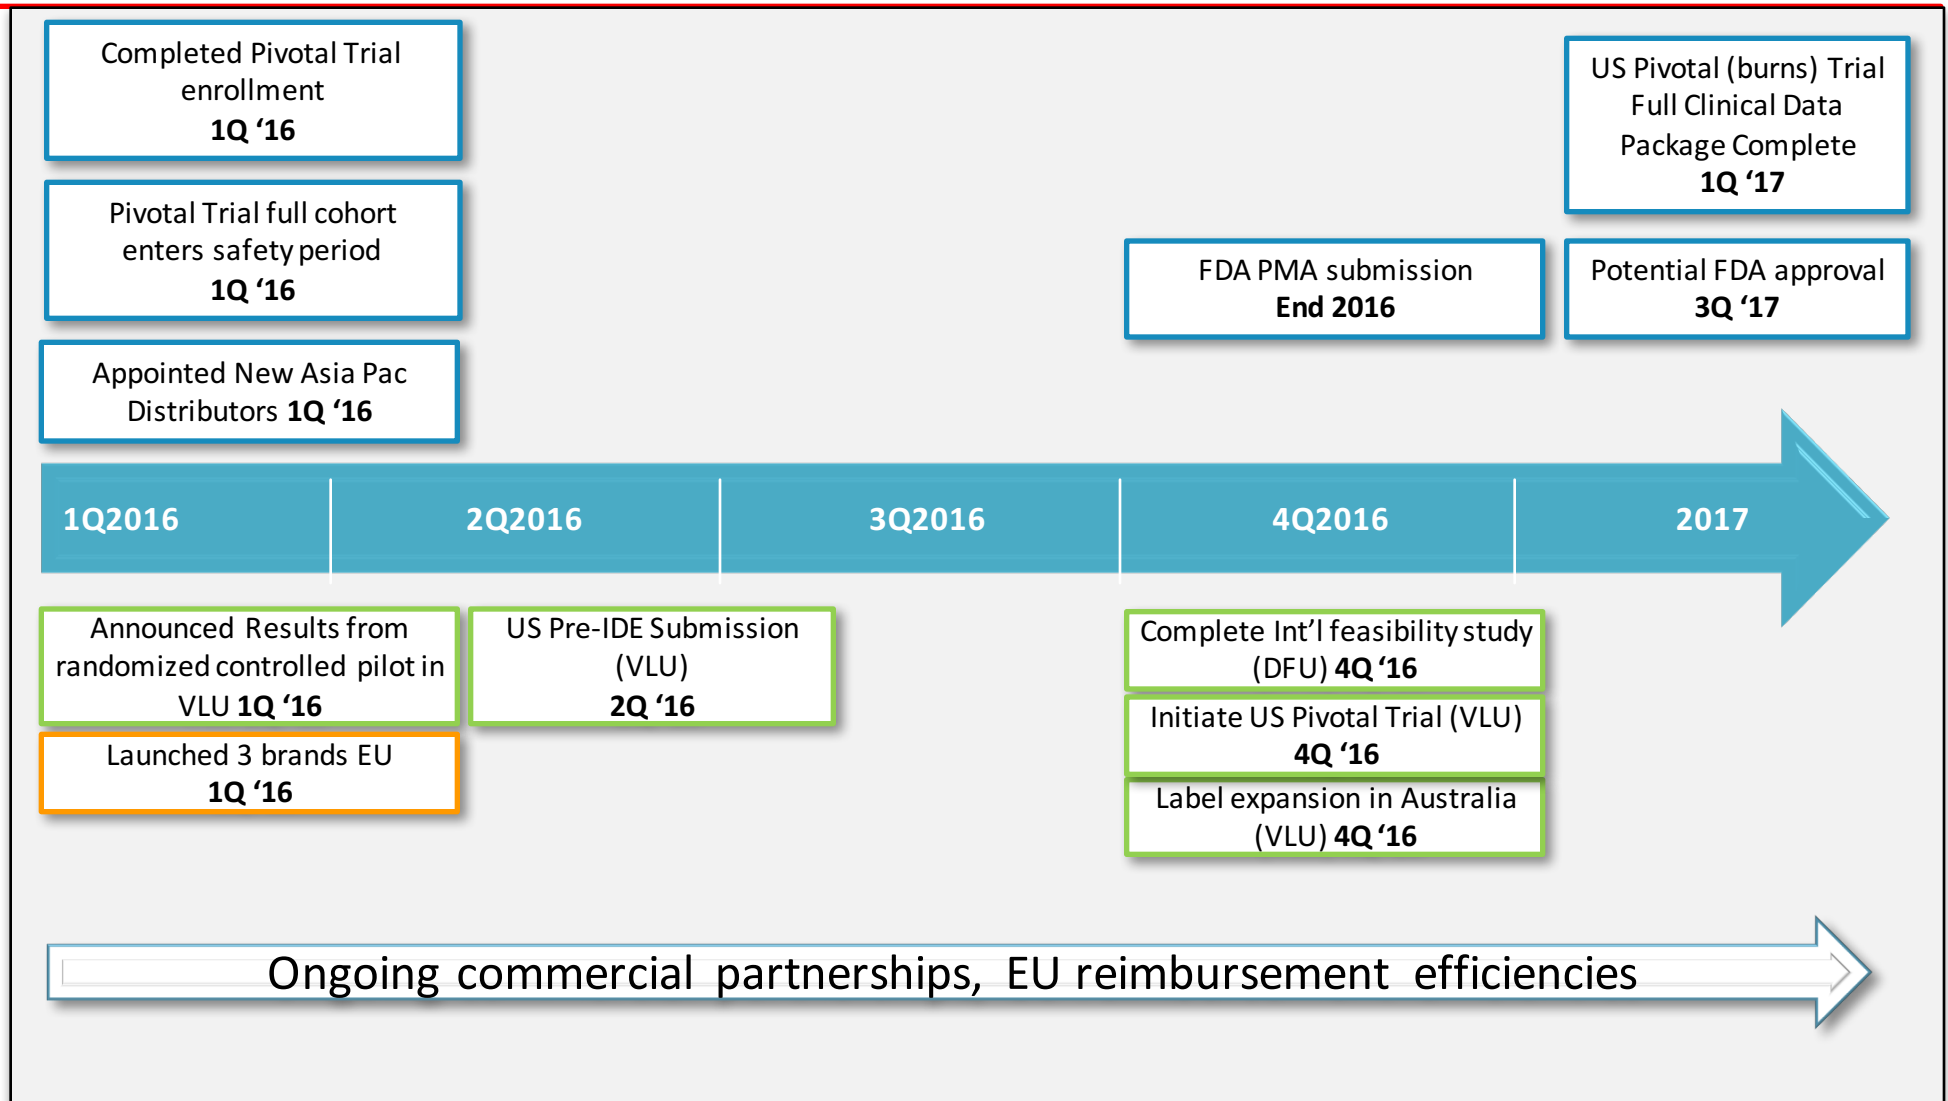 Completed Pivotal Trial
enrollment
1Q ‘16
Pivotal Trial full cohort
enters safety period
1Q ‘16
Appointed New Asia Pac
Distributors 1Q ‘16
FDA PMA submission
End 2016
US Pivotal (burns) Trial
Full Clinical Data
Package Complete
1Q ‘17
Potential FDA approval
3Q ‘17
1Q2016
2Q2016
3Q2016
4Q2016
2017
Announced Results from
randomized controlled pilot in
VLU 1Q ‘16
Launched 3 brands EU
1Q ‘16
US Pre-IDE Submission
(VLU)
2Q ‘16
Complete Int’l feasibility study
(DFU) 4Q ‘16
Initiate US Pivotal Trial (VLU)
4Q ‘16
Label expansion in Australia
(VLU) 4Q ‘16
Ongoing commercial partnerships, EU reimbursement efficiencies